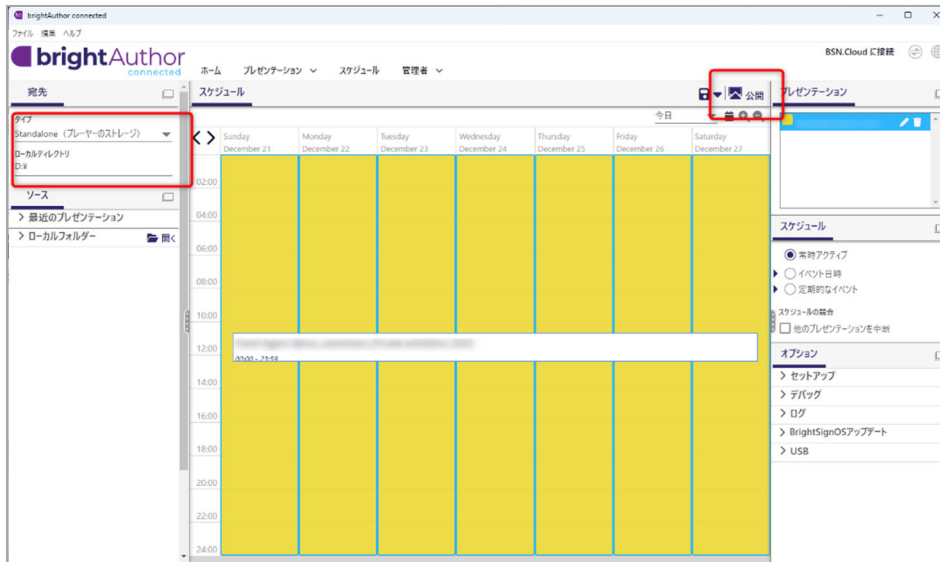 brightAuthor connected
ファイル 編集 ヘルプ
brightAuthor
connected
ホーム プレゼンテーション スケジュール 管理者
BSN.Cloud に接続
宛先
タイプ
Standalone（プレーヤーのストレージ）
ローカルディレクトリ
D:¥
ソース
最近のプレゼンテーション
ローカルフォルダー 開く
スケジュール
公開
今日
Sunday Monday Tuesday Wednesday Thursday Friday Saturday
December 21 December 22 December 23 December 24 December 25 December 26 December 27
02:00
04:00
06:00
08:00
10:00
12:00
00:00 - 23:59
14:00
16:00
18:00
20:00
22:00
24:00
プレゼンテーション
スケジュール
常時アクティブ
イベント日時
定期的なイベント
スケジュールの競合
他のプレゼンテーションを中断
オプション
セットアップ
デバッグ
ログ
BrightSignOSアップデート
USB